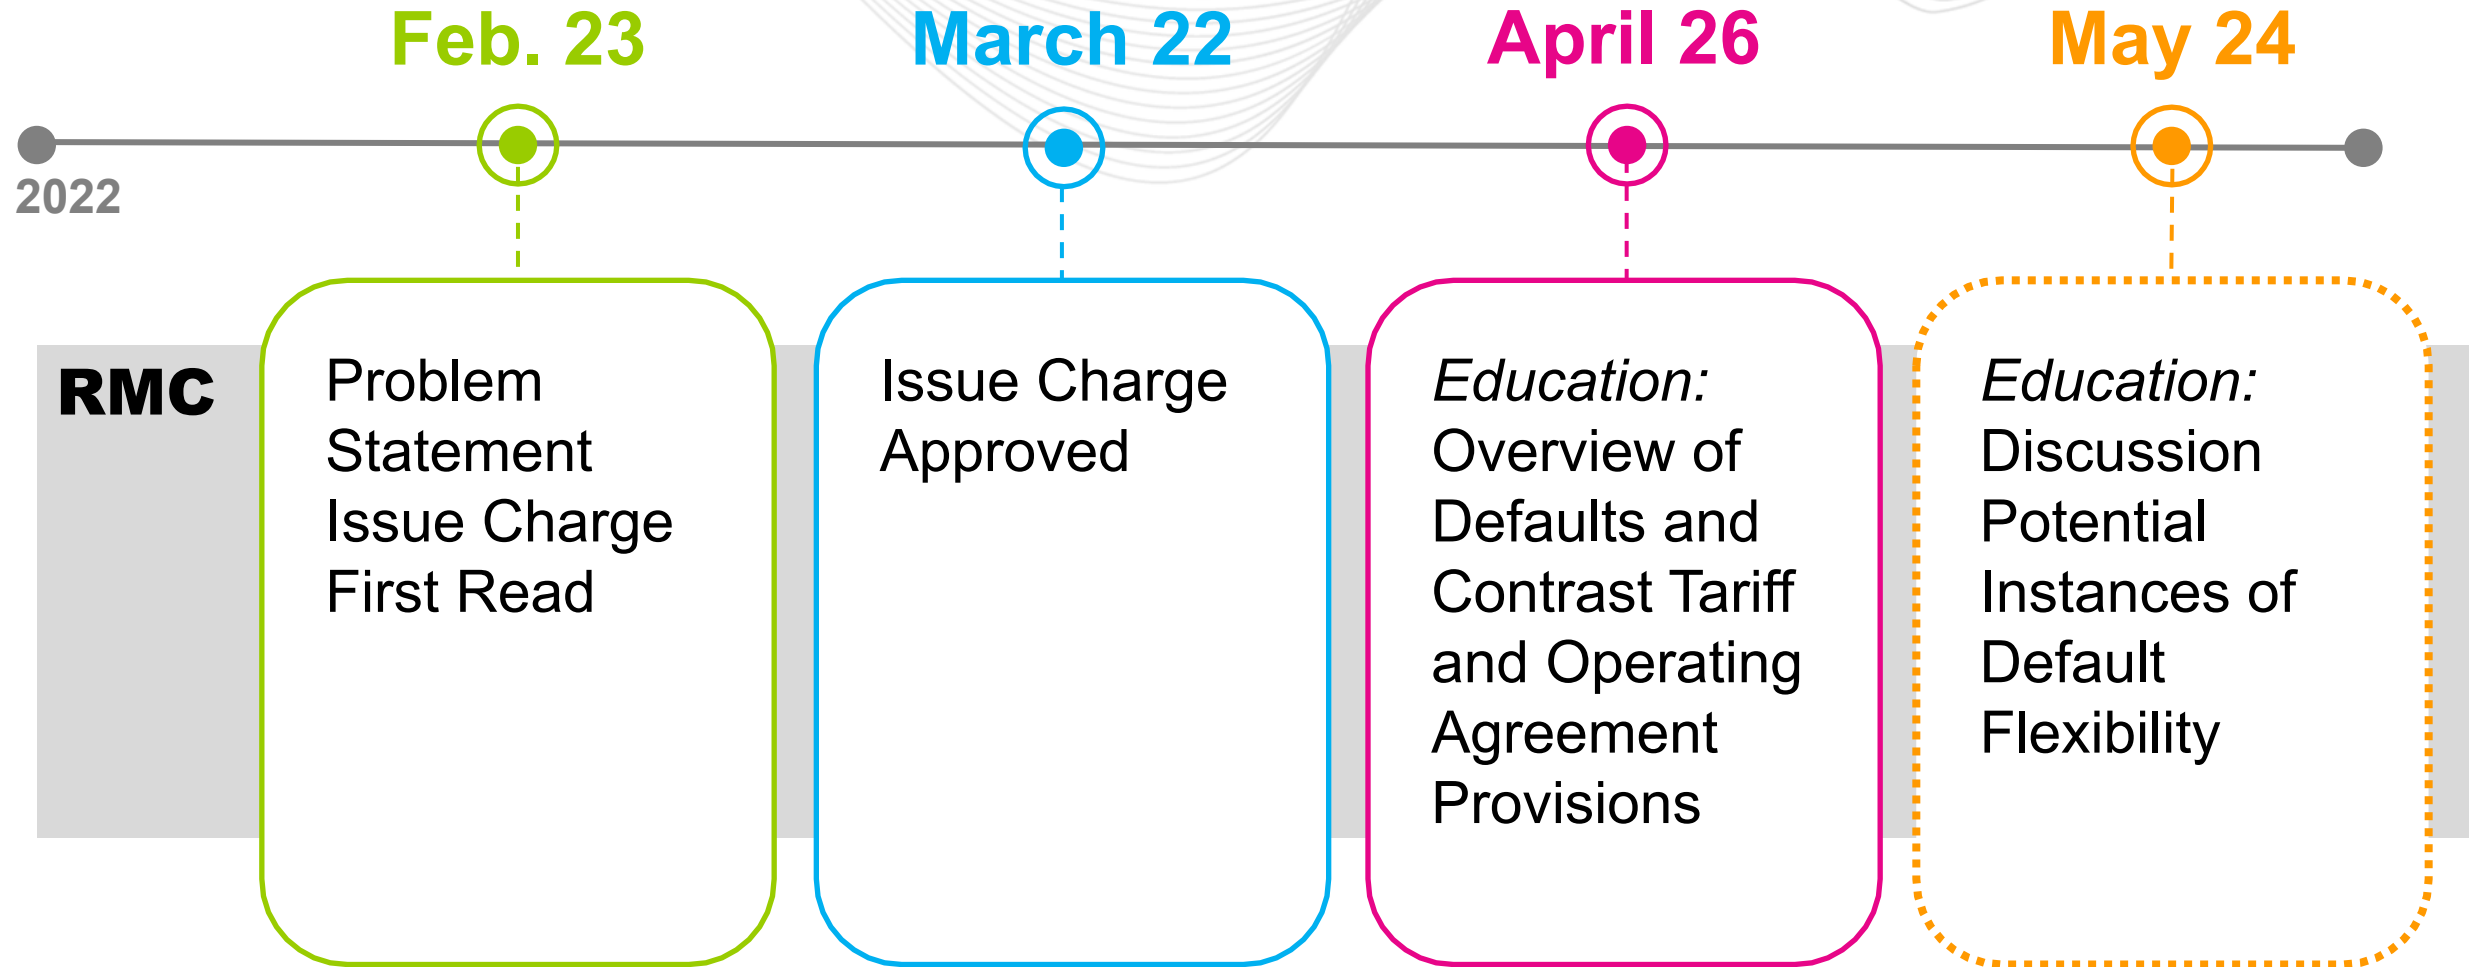 Feb. 23
March 22
April 26
May 24
2022
RMC
Problem
Statement
Issue Charge
First Read
Issue Charge
Approved
Education:
Overview of
Defaults and
Contrast Tariff
and Operating
Agreement
Provisions
Education:
Discussion
Potential
Instances of
Default
Flexibility